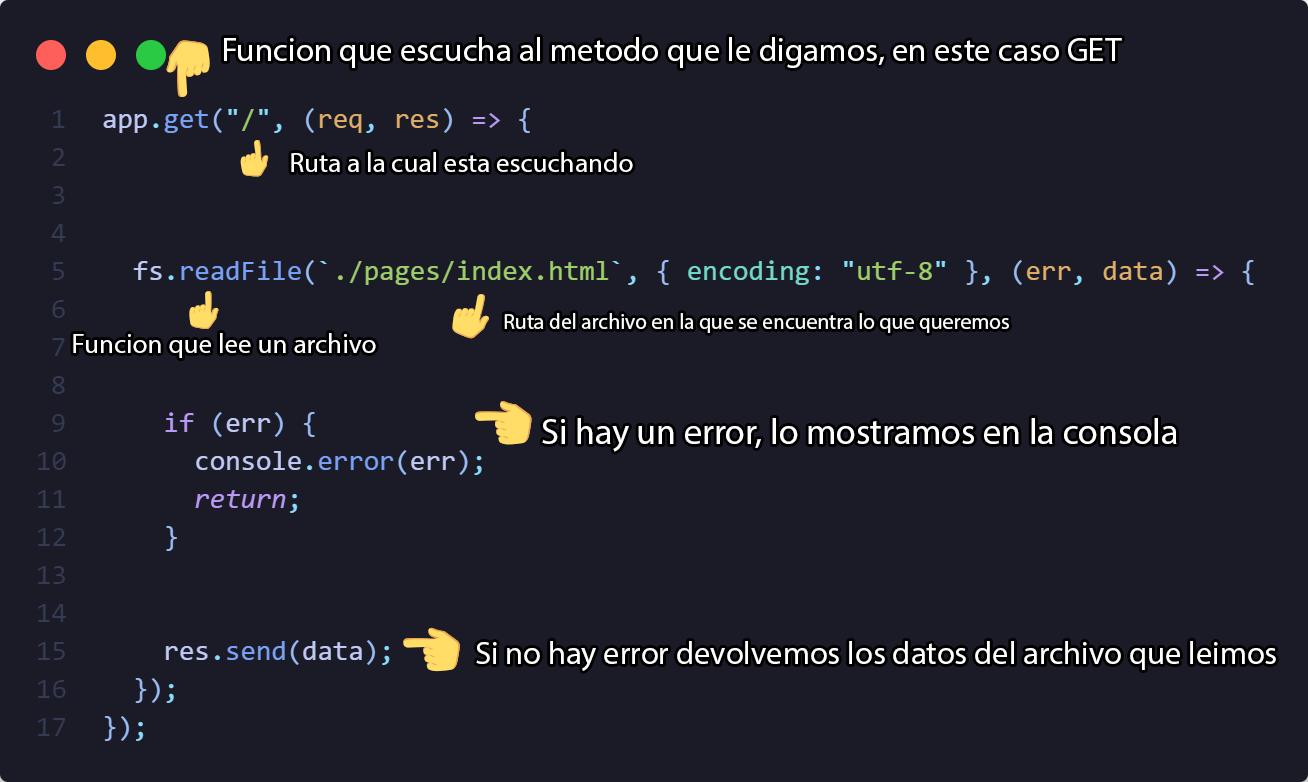 Funcion que escucha al metodo que le digamos, en este caso GET
1 app.get("/", (req, res) => {
2 Ruta a la cual esta escuchando
3
4
5 fs.readFile(`./pages/index.html`, { encoding: "utf-8" }, (err, data) => {
6 Ruta del archivo en la que se encuentra lo que queremos
7 Funcion que lee un archivo
8
9 if (err) {
Si hay un error, lo mostramos en la consola
10 console.error(err);
11 return;
12 }
13
14
15 res.send(data); Si no hay error devolvemos los datos del archivo que leimos
16 });
17 });